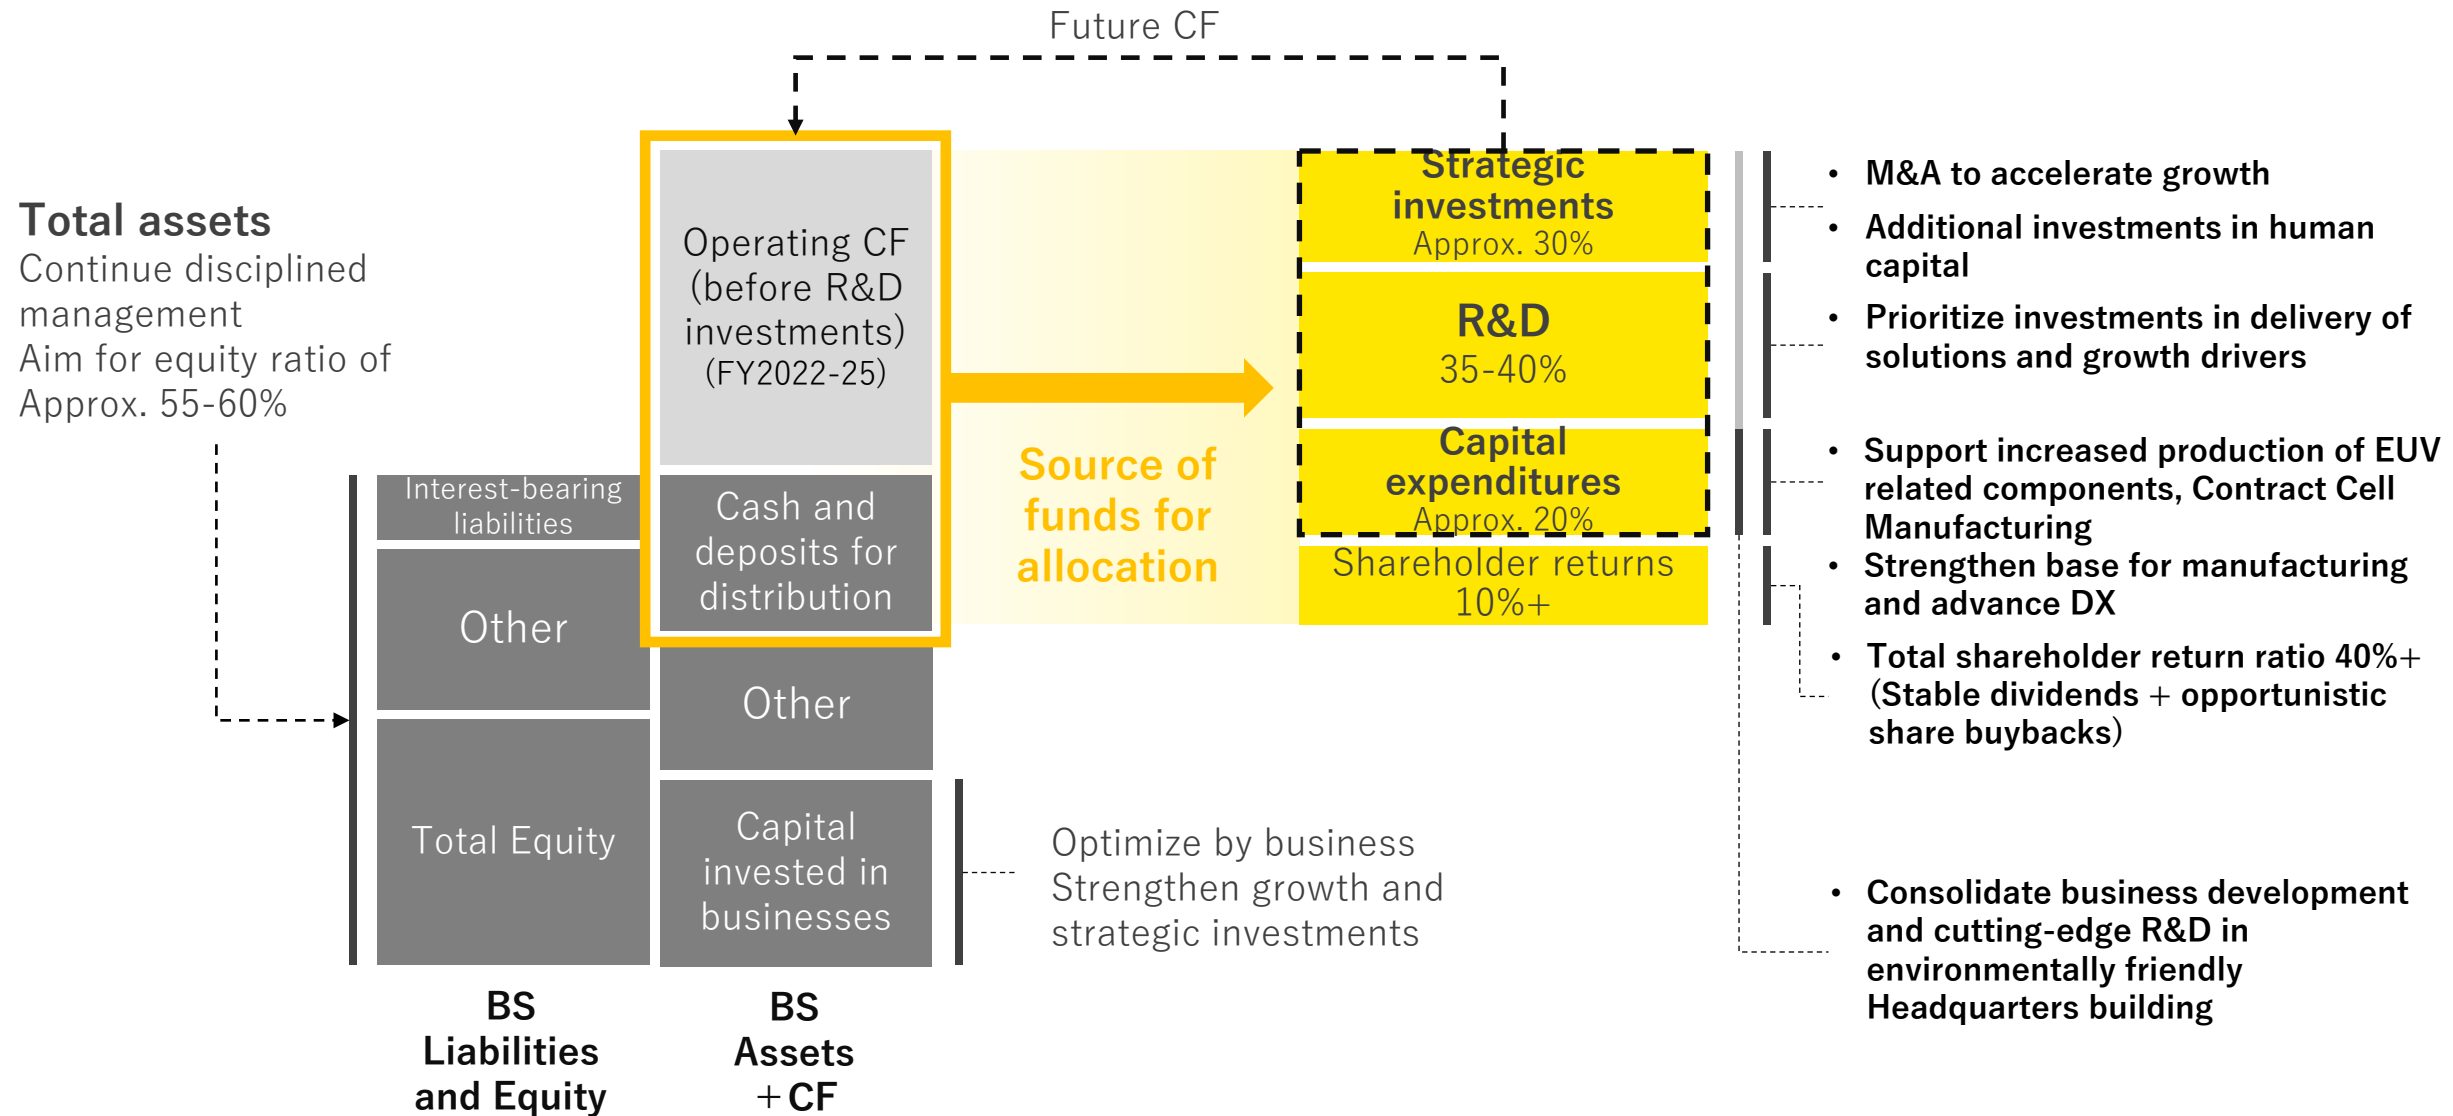 Future CF
Total assets
Continue disciplined
management
Aim for equity ratio of
Approx. 55-60%
Interest-bearing
liabilities
Other
Total Equity
BS
Liabilities
and Equity
Operating CF
(before R&D
investments)
(FY2022-25)
Cash and
deposits for
distribution
Other
Capital
invested in
businesses
BS
Assets
+CF
Source of
funds for
allocation
Optimize by business
Strengthen growth and
strategic investments
Strategic
investments
Approx. 30%
R&D
35-40%
Capital
expenditures
Approx. 20%
Shareholder returns
10%+
• M&A to accelerate growth
• Additional investments in human
capital
• Prioritize investments in delivery of
solutions and growth drivers
• Support increased production of EUV
related components, Contract Cell
Manufacturing
• Strengthen base for manufacturing
and advance DX
• Total shareholder return ratio 40%+
(Stable dividends + opportunistic
share buybacks)
• Consolidate business development
and cutting-edge R&D in
environmentally friendly
Headquarters building